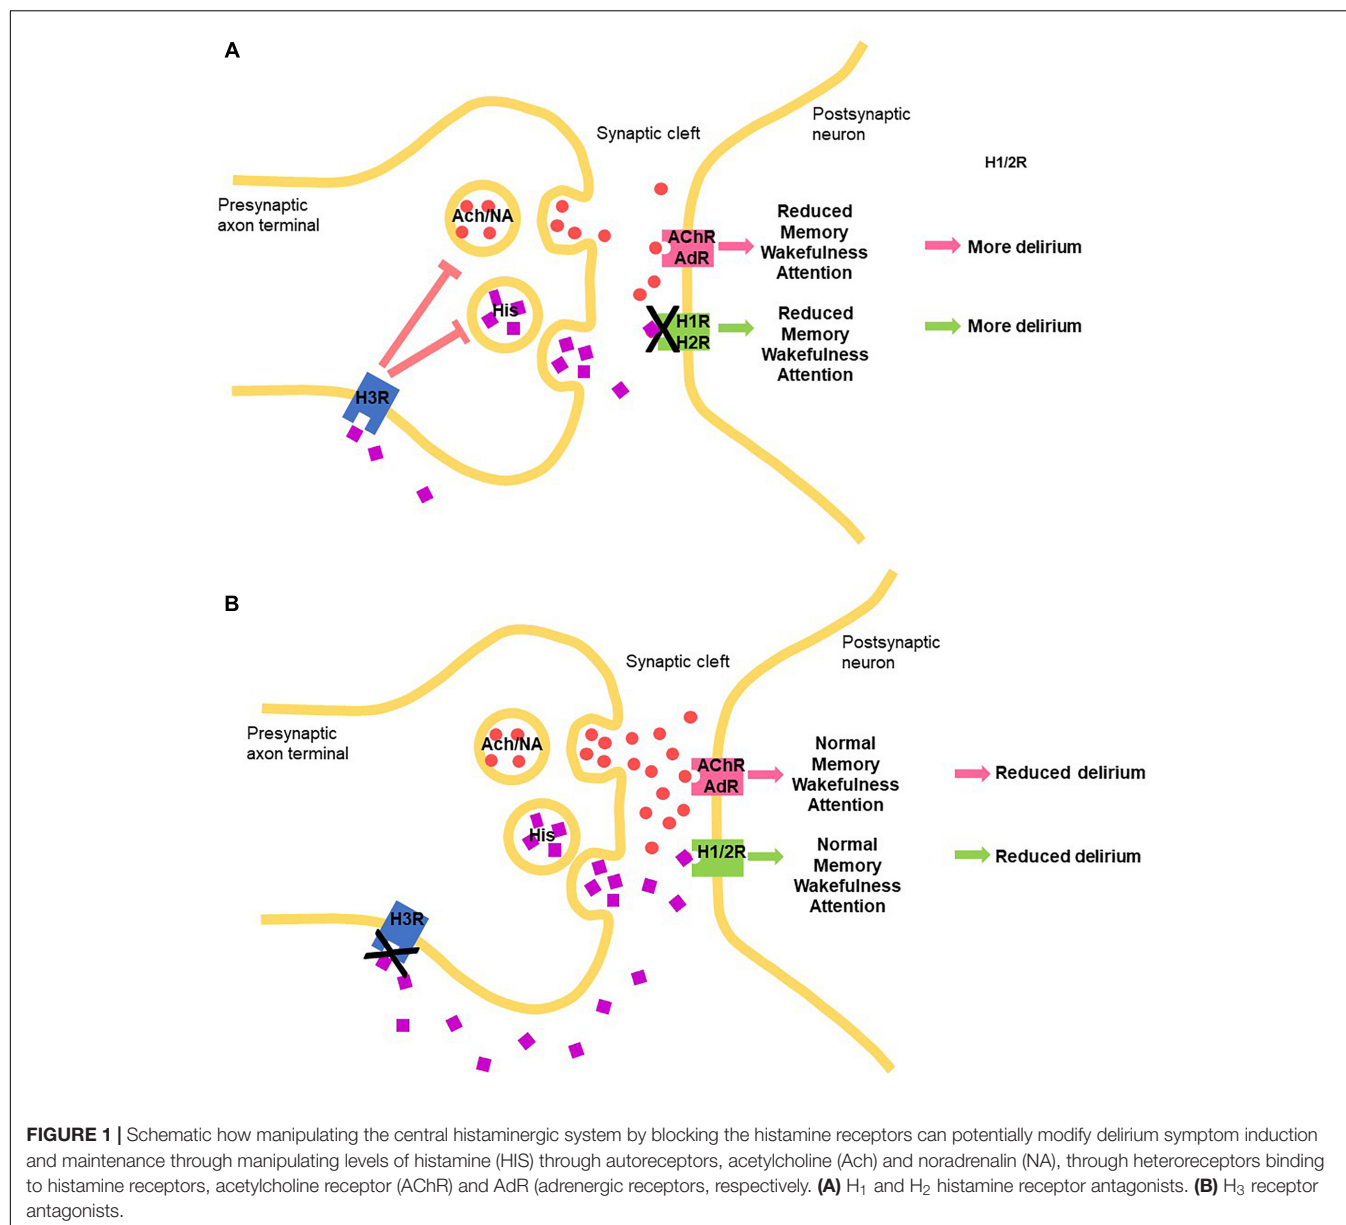 A
Synaptic cleft
Postsynaptic
neuron
H1/2R
Presynaptic
axon terminal
Ach/NA
AChR
AdR
Reduced
Memory
Wakefulness
Attention
More delirium
His
H1R
H2R
Reduced
Memory
Wakefulness
Attention
More delirium
H3R
B
Synaptic cleft
Postsynaptic
neuron
Presynaptic
axon terminal
Ach/NA
AChR
AdR
Normal
Memory
Wakefulness
Attention
Reduced delirium
His
H1/2R
Normal
Memory
Wakefulness
Attention
Reduced delirium
H3R
FIGURE 1 | Schematic how manipulating the central histaminergic system by blocking the histamine receptors can potentially modify delirium symptom induction
and maintenance through manipulating levels of histamine (HIS) through autoreceptors, acetylcholine (Ach) and noradrenalin (NA), through heteroreceptors binding
to histamine receptors, acetylcholine receptor (AChR) and AdR (adrenergic receptors, respectively. (A) H1 and H2 histamine receptor antagonists. (B) H3 receptor
antagonists.